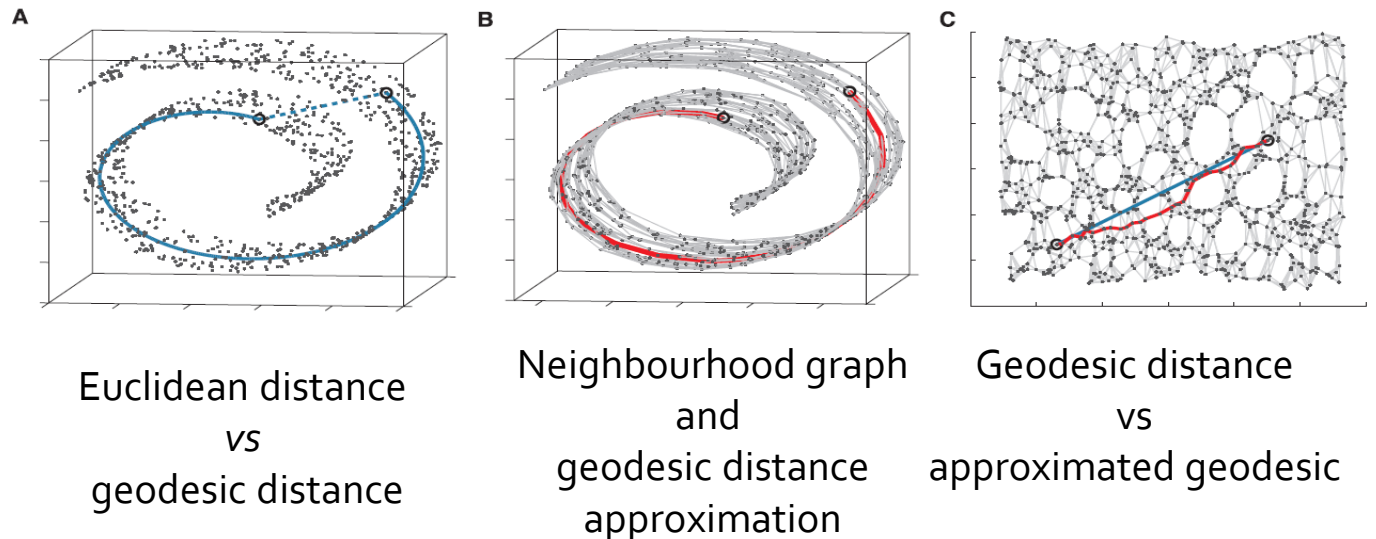 A
B
C
Euclidean distance
vs
geodesic distance
Neighbourhood graph
and
geodesic distance
approximation
Geodesic distance
vs
approximated geodesic